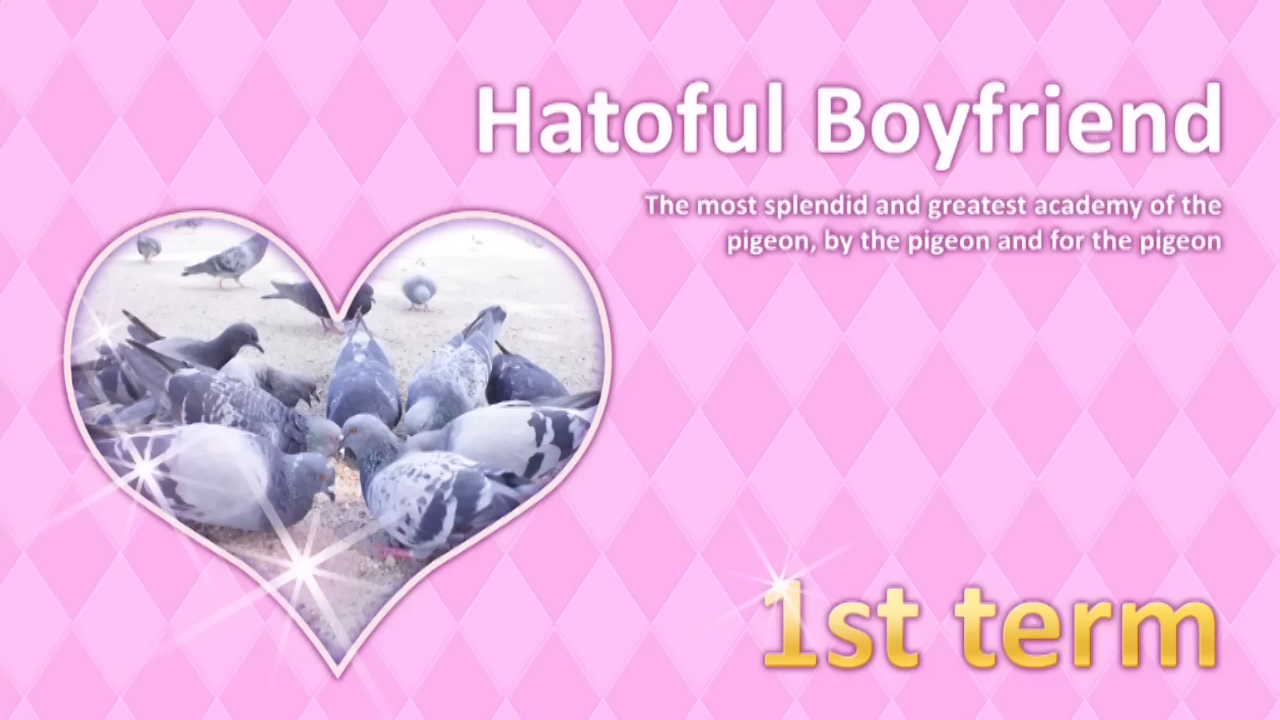 Hatoful Boyfriend
The most splendid and greatest academy of the
pigeon, by the pigeon and for the pigeon
1st term